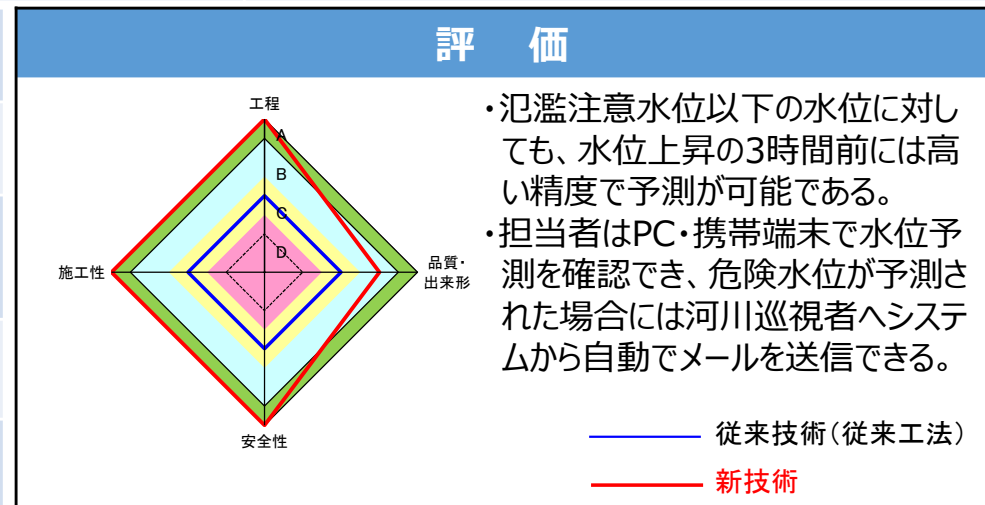 評　価
工程
A
B
C
D
施工性
品質・
出来形
安全性
・氾濫注意水位以下の水位に対し
ても、水位上昇の3時間前には高
い精度で予測が可能である。
・担当者はPC・携帯端末で水位予
測を確認でき、危険水位が予測さ
れた場合には河川巡視者へシステ
ムから自動でメールを送信できる。
従来技術（従来工法）
新技術